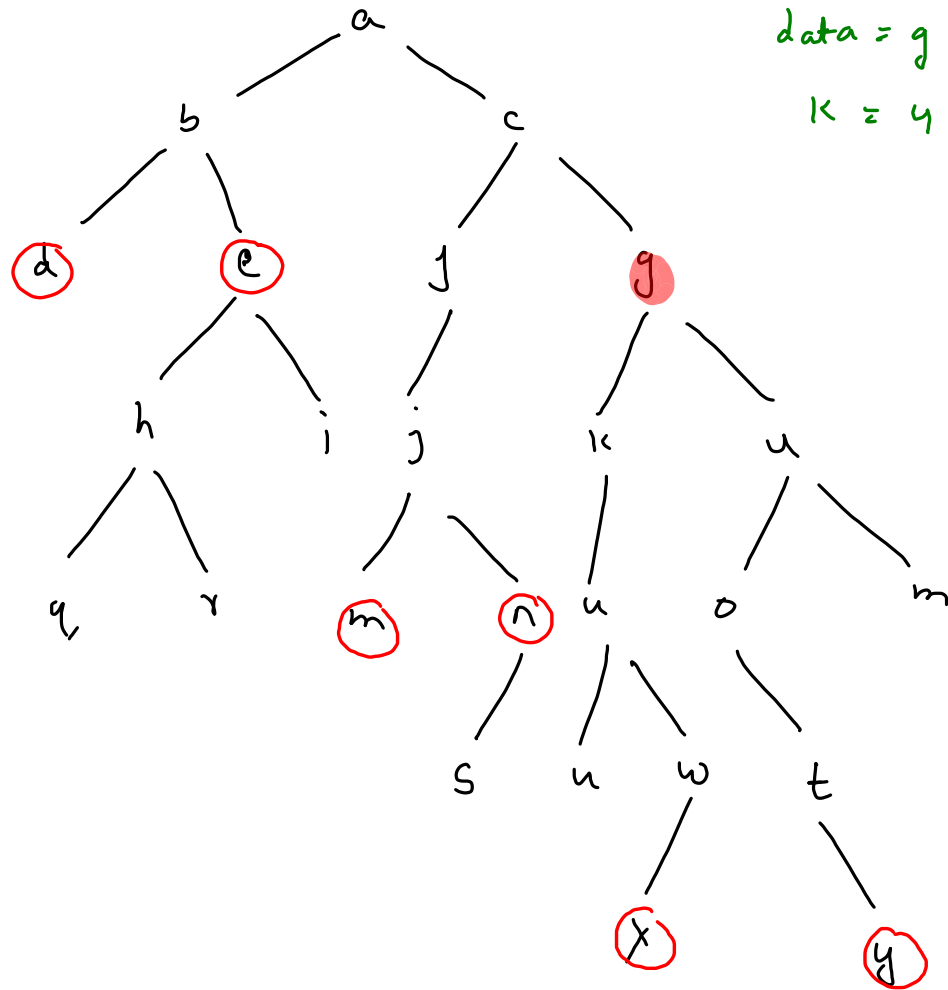 a data = g
b c K = 4
d e f g
h i j k u
q r m n u o m
s u w t
x y